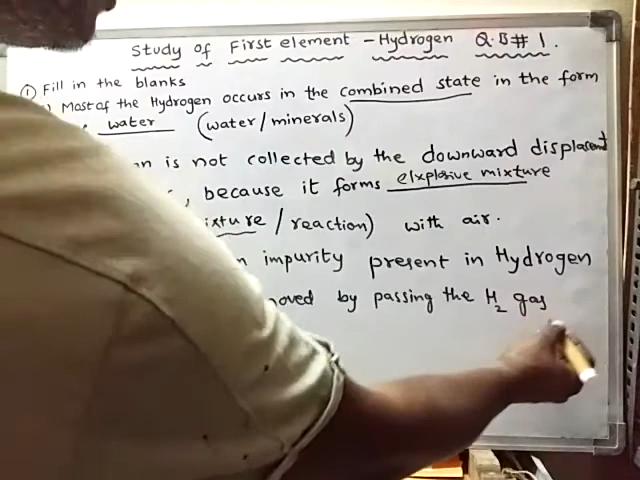 Study of First element - Hydrogen Q.B# 1.
① Fill in the blanks
) Most of the Hydrogen occurs in the combined state in the form
water (water/minerals)
n is not collected by the downward displacent
, because it forms elxplosive mixture
ixture / reaction) with air.
n impurity present in Hydrogen
oved by passing the H₂ gas